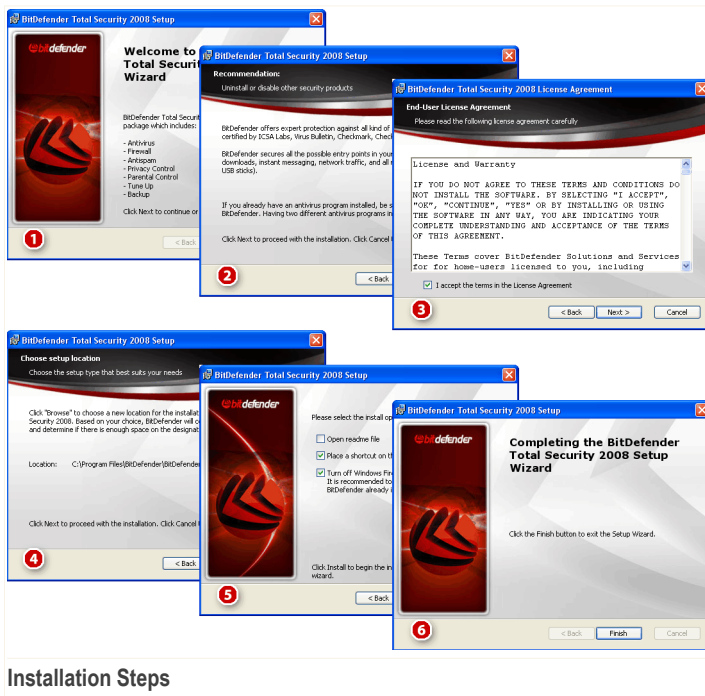 BitDefender Total Security 2008 Setup
bitdefender
Welcome to
Total Securit
Wizard
BitDefender Total Securit
package which includes:
- Antivirus
- Firewall
- Antispam
- Privacy Control
- Parental Control
- Tune Up
- Backup
Click Next to continue or
< Back
1
BitDefender Total Security 2008 Setup
Recommendation:
Uninstall or disable other security products
BitDefender offers expert protection against all kind of
certified by ICSA Labs, Virus Bulletin, Checkmark, Chec
BitDefender secures all the possible entry points in your
downloads, instant messaging, network traffic, and all
USB sticks).
If you already have an antivirus program installed, be s
BitDefender. Having two different antivirus programs in
Click Next to proceed with the installation. Click Cancel
< Back
2
BitDefender Total Security 2008 License Agreement
End-User License Agreement
Please read the following license agreement carefully
License and Warranty
IF YOU DO NOT AGREE TO THESE TERMS AND CONDITIONS DO
NOT INSTALL THE SOFTWARE. BY SELECTING "I ACCEPT",
"OK", "CONTINUE", "YES" OR BY INSTALLING OR USING
THE SOFTWARE IN ANY WAY, YOU ARE INDICATING YOUR
COMPLETE UNDERSTANDING AND ACCEPTANCE OF THE TERMS
OF THIS AGREEMENT.
These Terms cover BitDefender Solutions and Services
for for home-users licensed to you, including
I accept the terms in the License Agreement
3
< Back Next > Cancel
BitDefender Total Security 2008 Setup
Choose setup location
Choose the setup type that best suits your needs
Click "Browse" to choose a new location for the installat
Security 2008. Based on your choice, BitDefender will c
and determine if there is enough space on the designat
Location: C:\Program Files\BitDefender\BitDefender
Click Next to proceed with the installation. Click Cancel
< Back
4
BitDefender Total Security 2008 Setup
bitdefender
Please select the install op
Open readme file
Place a shortcut on th
Turn off Windows Fire
It is recommended to
BitDefender already i
Click Install to begin the in
wizard.
< Back
5
BitDefender Total Security 2008 Setup
bitdefender
Completing the BitDefender
Total Security 2008 Setup
Wizard
Click the Finish button to exit the Setup Wizard.
6
< Back Finish Cancel
Installation Steps